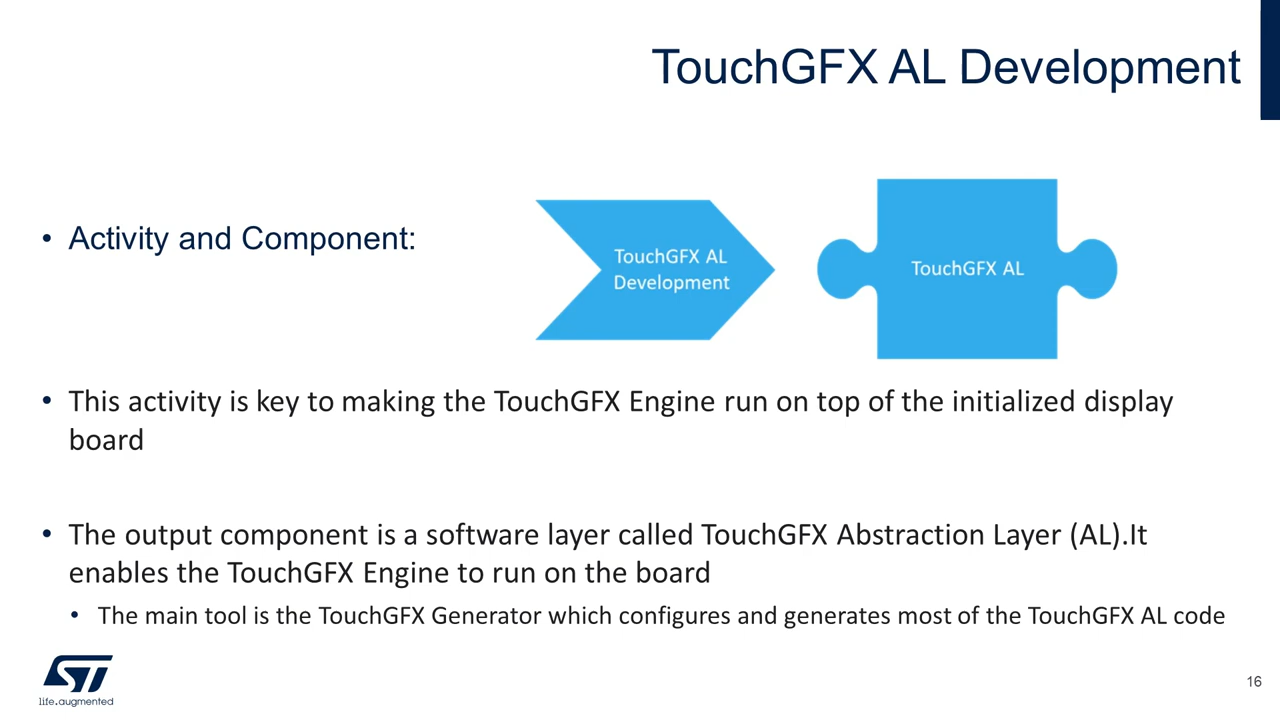 TouchGFX AL Development
• Activity and Component:
TouchGFX AL
Development
TouchGFX AL
• This activity is key to making the TouchGFX Engine run on top of the initialized display
board
• The output component is a software layer called TouchGFX Abstraction Layer (AL).It
enables the TouchGFX Engine to run on the board
• The main tool is the TouchGFX Generator which configures and generates most of the TouchGFX AL code
ST
life.augmented
16